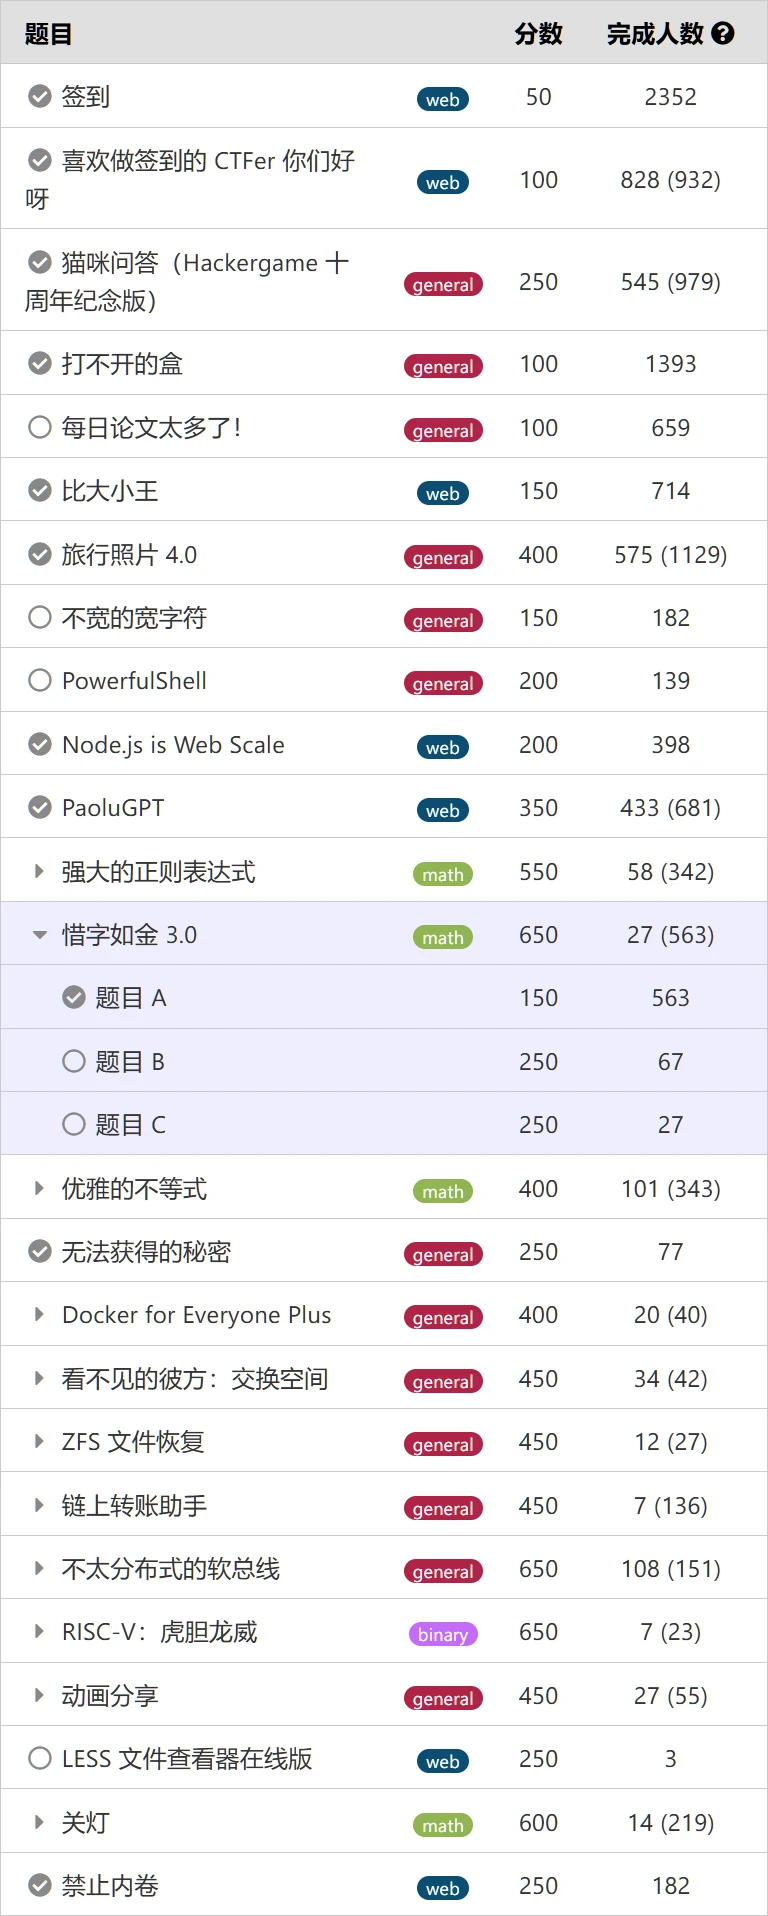 题目 分数 完成人数
签到 web 50 2352
喜欢做签到的 CTFer 你们好
呀 web 100 828 (932)
猫咪问答（Hackergame 十
周年纪念版） general 250 545 (979)
打不开的盒 general 100 1393
每日论文太多了！ general 100 659
比大小王 web 150 714
旅行照片 4.0 general 400 575 (1129)
不宽的宽字符 general 150 182
PowerfulShell general 200 139
Node.js is Web Scale web 200 398
PaoluGPT web 350 433 (681)
强大的正则表达式 math 550 58 (342)
惜字如金 3.0 math 650 27 (563)
题目 A 150 563
题目 B 250 67
题目 C 250 27
优雅的不等式 math 400 101 (343)
无法获得的秘密 general 250 77
Docker for Everyone Plus general 400 20 (40)
看不见的彼方：交换空间 general 450 34 (42)
ZFS 文件恢复 general 450 12 (27)
链上转账助手 general 450 7 (136)
不太分布式的软总线 general 650 108 (151)
RISC-V：虎胆龙威 binary 650 7 (23)
动画分享 general 450 27 (55)
LESS 文件查看器在线版 web 250 3
关灯 math 600 14 (219)
禁止内卷 web 250 182